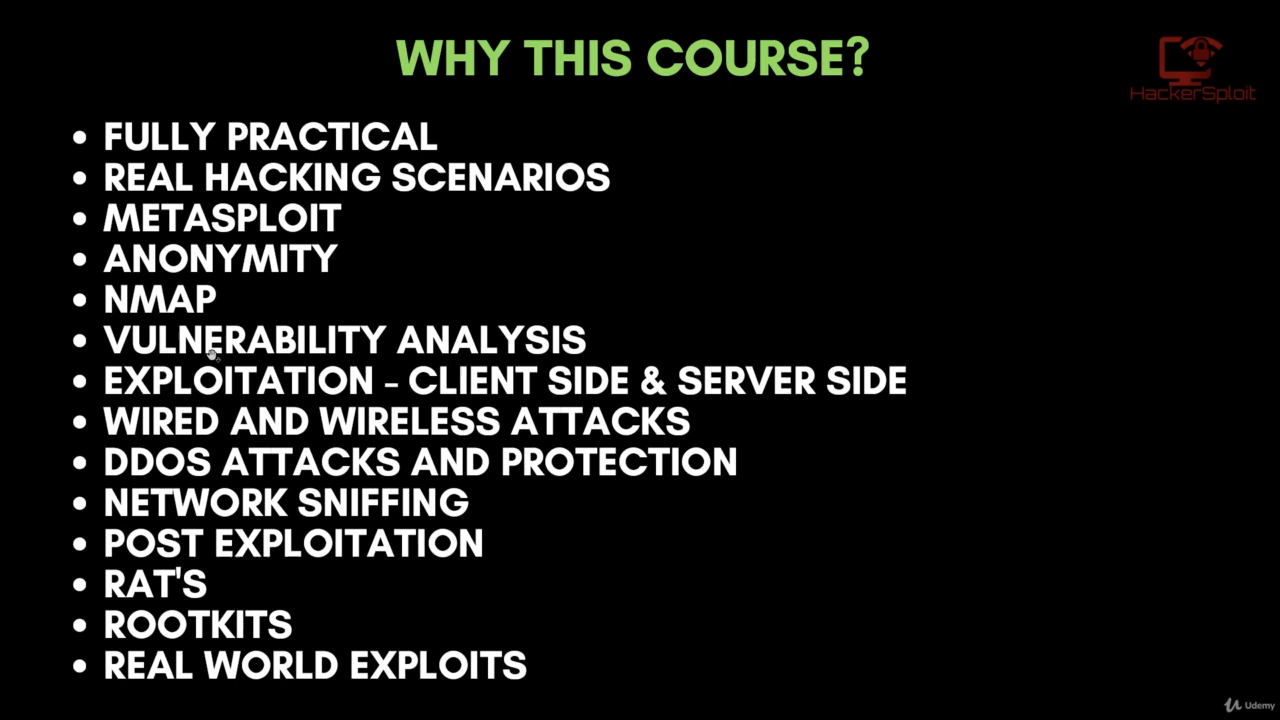 WHY THIS COURSE?
HackerSploit
• FULLY PRACTICAL
• REAL HACKING SCENARIOS
• METASPLOIT
• ANONYMITY
• NMAP
• VULNERABILITY ANALYSIS
• EXPLOITATION – CLIENT SIDE & SERVER SIDE
• WIRED AND WIRELESS ATTACKS
• DDOS ATTACKS AND PROTECTION
• NETWORK SNIFFING
• POST EXPLOITATION
• RAT'S
• ROOTKITS
• REAL WORLD EXPLOITS
Udemy